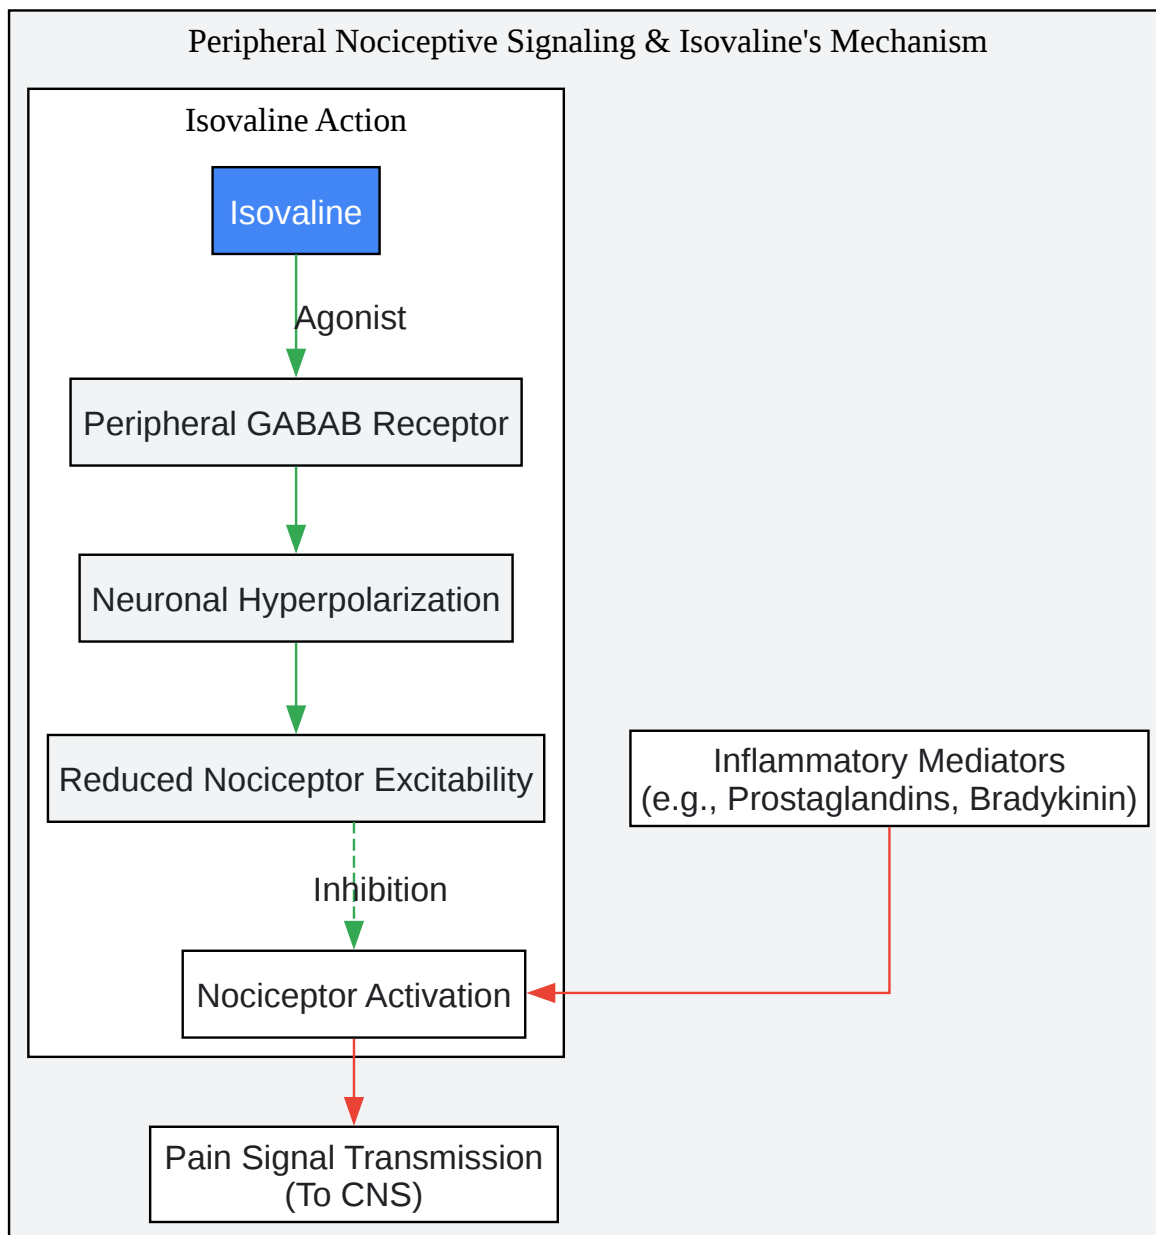 Peripheral Nociceptive Signaling & Isovaline's Mechanism
Isovaline Action
Isovaline
Agonist
Peripheral GABAB Receptor
Neuronal Hyperpolarization
Reduced Nociceptor Excitability
Inflammatory Mediators
(e.g., Prostaglandins, Bradykinin)
Inhibition
Nociceptor Activation
Pain Signal Transmission
(To CNS)